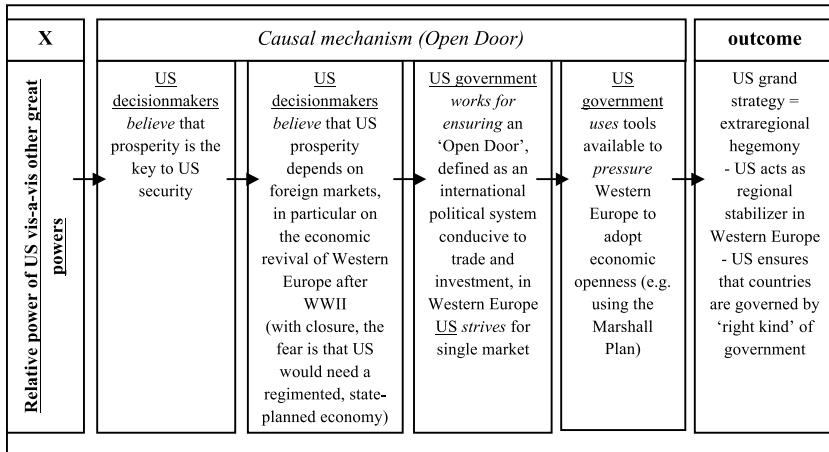 X
Causal mechanism (Open Door)
outcome
Relative power of US vis-a-vis other great
powers
US
decisionmakers
believe that
prosperity is the
key to US
security
US
decisionmakers
believe that US
prosperity
depends on
foreign markets,
in particular on
the economic
revival of Western
Europe after
WWII
(with closure, the
fear is that US
would need a
regimented, state-
planned economy)
US government
works for
ensuring an
‘Open Door’,
defined as an
international
political system
conducive to
trade and
investment, in
Western Europe
US strives for
single market
US
government
uses tools
available to
pressure
Western
Europe to
adopt
economic
openness (e.g.
using the
Marshall
Plan)
US grand
strategy =
extraregional
hegemony
- US acts as
regional
stabilizer in
Western Europe
- US ensures
that countries
are governed by
‘right kind’ of
government